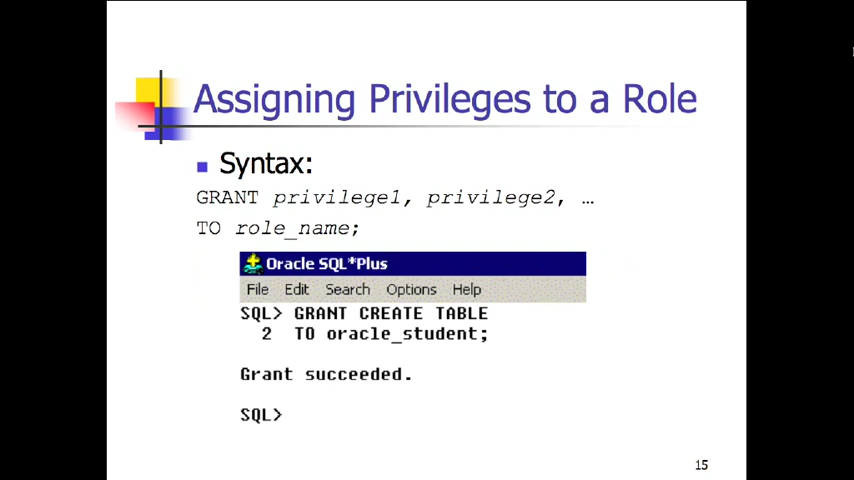 Assigning Privileges to a Role
Syntax:
GRANT privilege1, privilege2, …
TO role_name;
Oracle SQL*Plus
File Edit Search Options Help
SQL> GRANT CREATE TABLE
2 TO oracle_student;
Grant succeeded.
SQL>
15